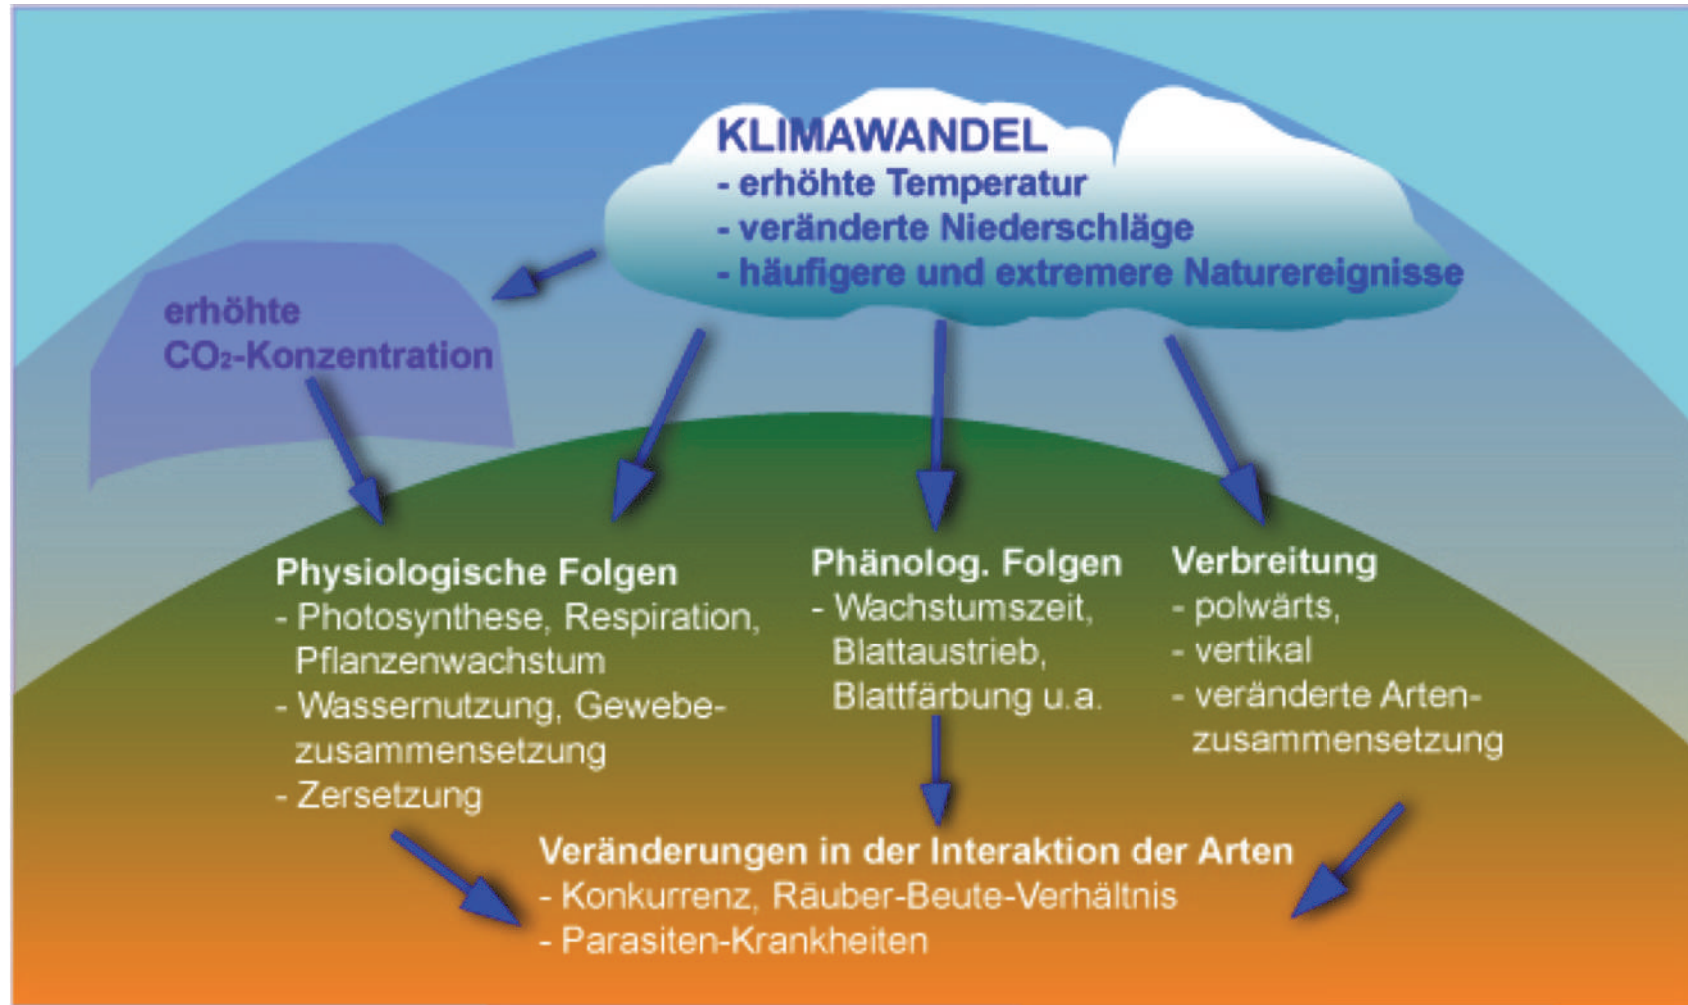 KLIMAWANDEL
- erhöhte Temperatur
- veränderte Niederschläge
- häufigere und extremere Naturereignisse
erhöhte
CO₂-Konzentration
Physiologische Folgen
- Photosynthese, Respiration,
Pflanzenwachstum
- Wassernutzung, Gewebe-
zusammensetzung
- Zersetzung
Phänolog. Folgen
- Wachstumszeit,
Blattaustrieb,
Blattfärbung u.a.
Verbreitung
- polwärts,
- vertikal
- veränderte Arten-
zusammensetzung
Veränderungen in der Interaktion der Arten
- Konkurrenz, Räuber-Beute-Verhältnis
- Parasiten-Krankheiten